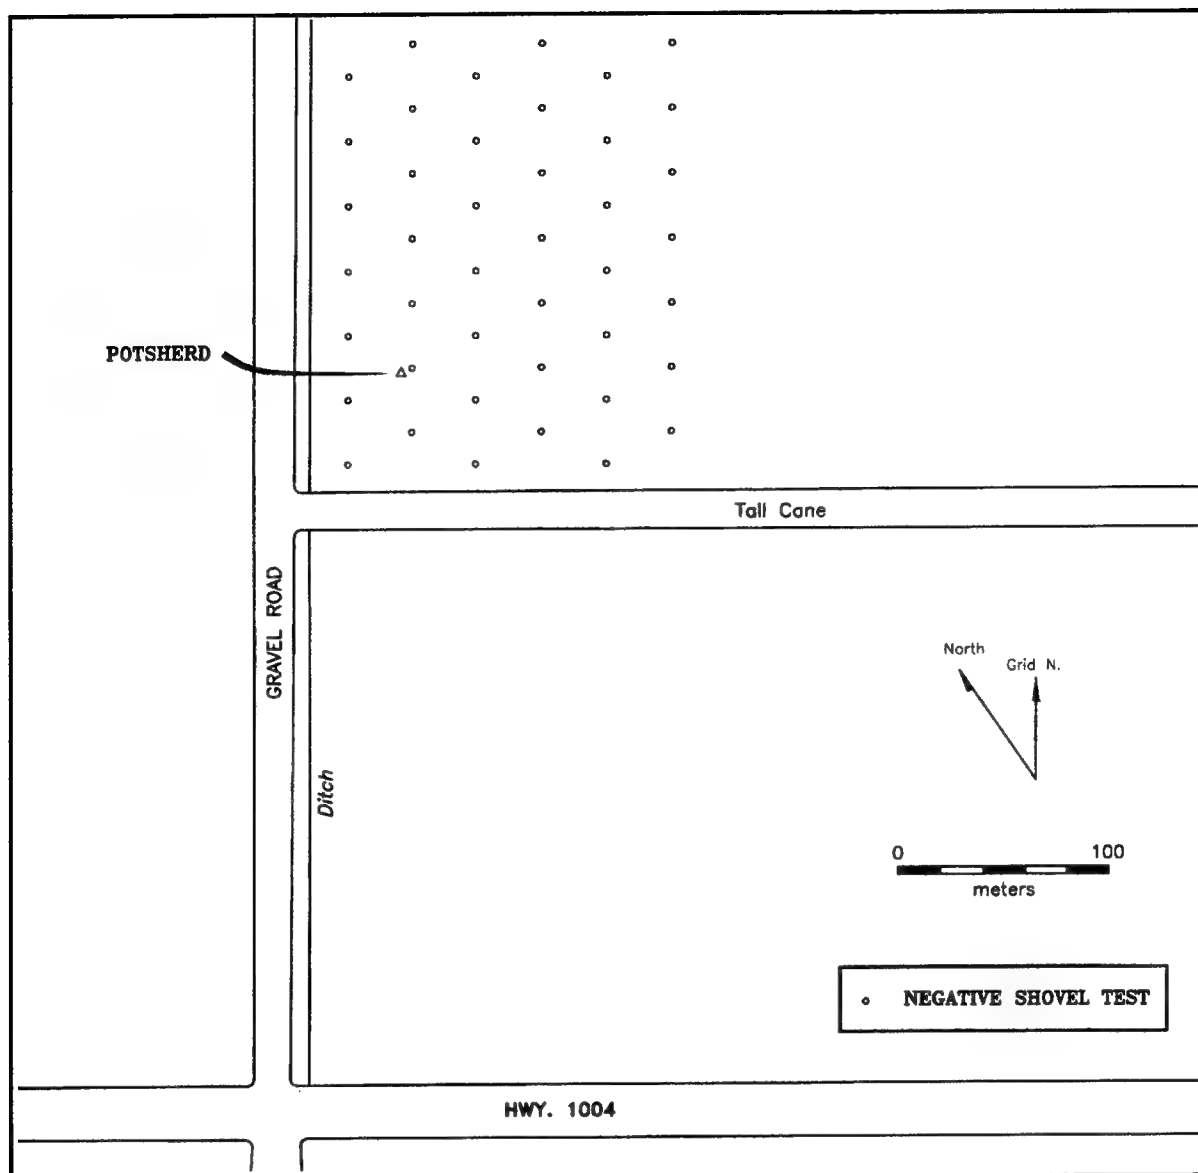 POTSHERD
Tall Cane
GRAVEL ROAD
North
Grid N.
Ditch
0 100
meters
NEGATIVE SHOVEL TEST
HWY. 1004